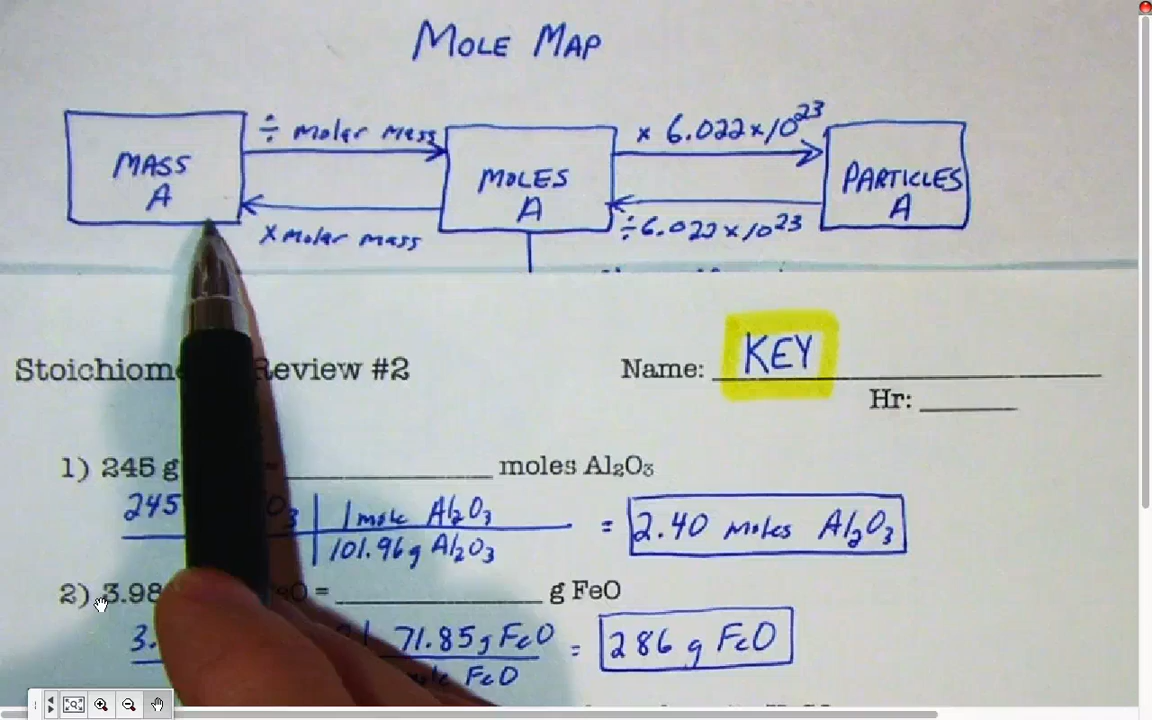 MOLE MAP
÷ molar mass
x 6.022 x 10²³
MASS
A
MOLES
A
PARTICLES
A
x molar mass
÷ 6.022 x 10²³
Review #2
Name: KEY
Hr:
1) 245 g = moles Al₂O₃
245 1 mole Al₂O₃
101.96 g Al₂O₃
= 2.40 moles Al₂O₃
2) 3.98 = g FeO
3. 71.85 g FeO
FeO
= 286 g FeO